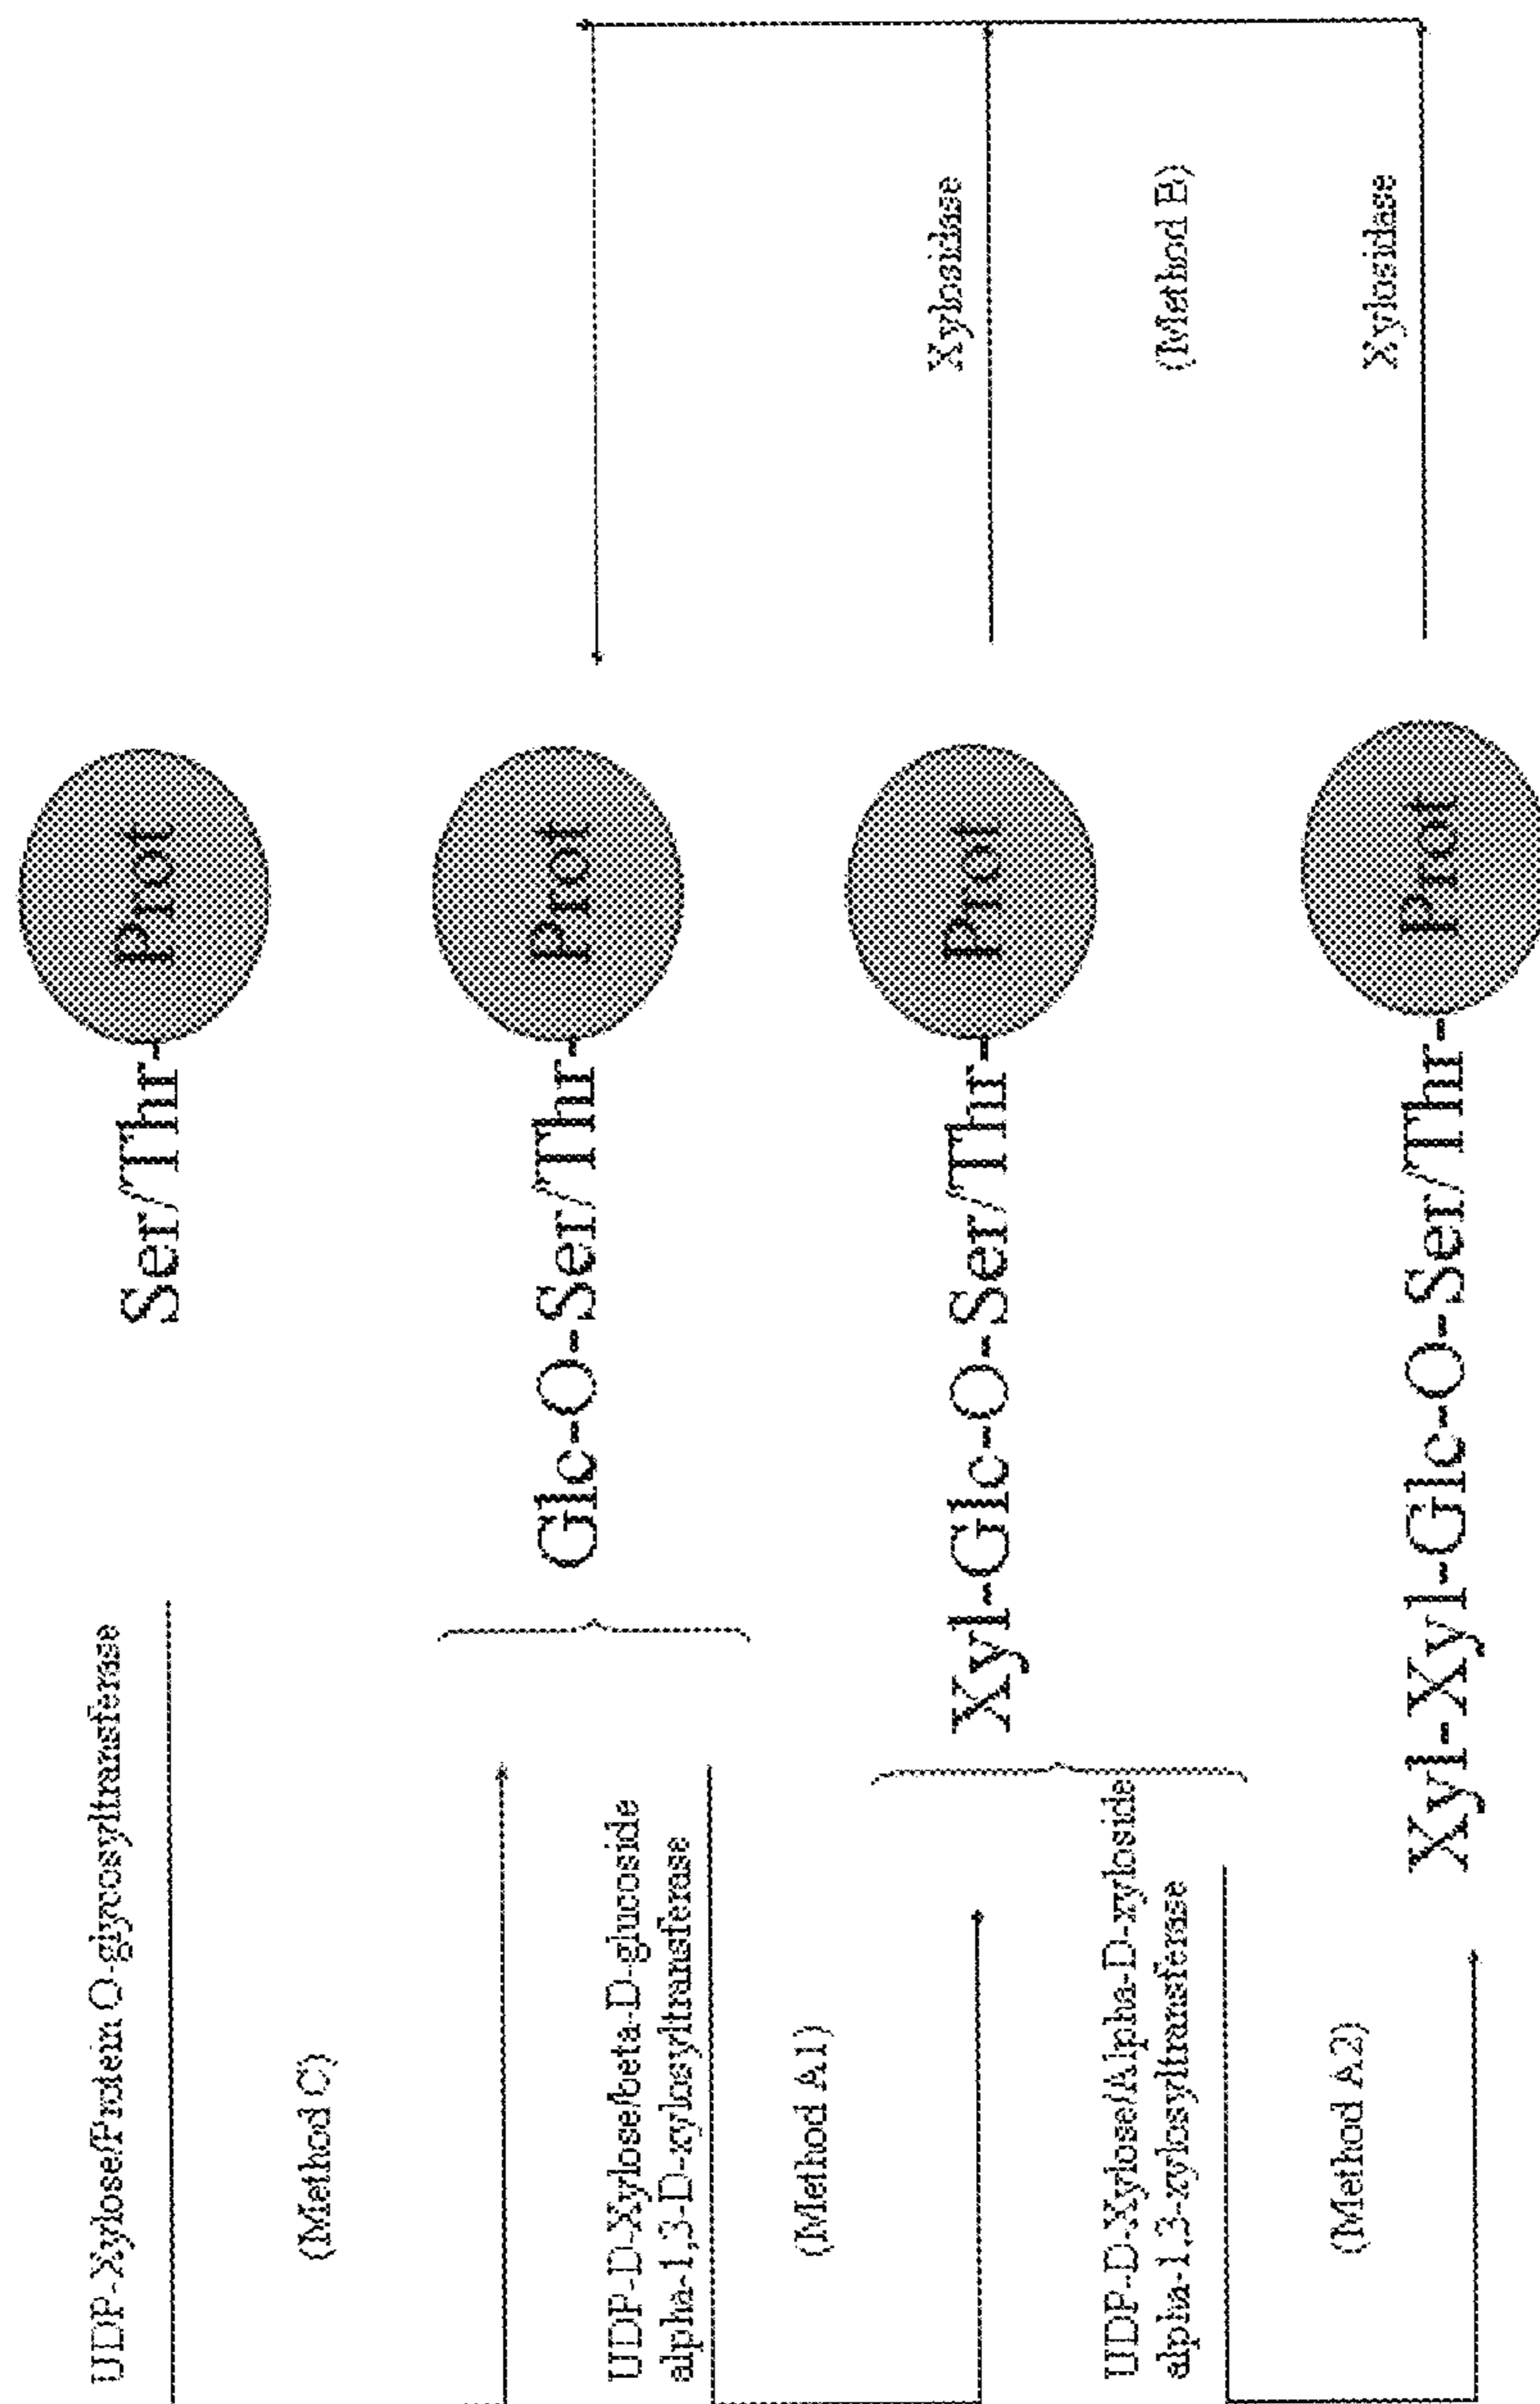 UDP-Xylose/Protein O-glycosyltransferase
(Method C)
Ser/Thr-
Prot
UDP-D-Xylose/beta-D-glucoside
alpha-1,3-D-xylosyltransferase
(Method A1)
Glc-O-Ser/Thr-
Prot
UDP-D-Xylose/Alpha-D-xyloside
alpha-1,3-xylosyltransferase
(Method A2)
Xyl-Glc-O-Ser/Thr-
Prot
Xylosidase
(Method B)
Xyl-Xyl-Glc-O-Ser/Thr-
Prot
Xylosidase